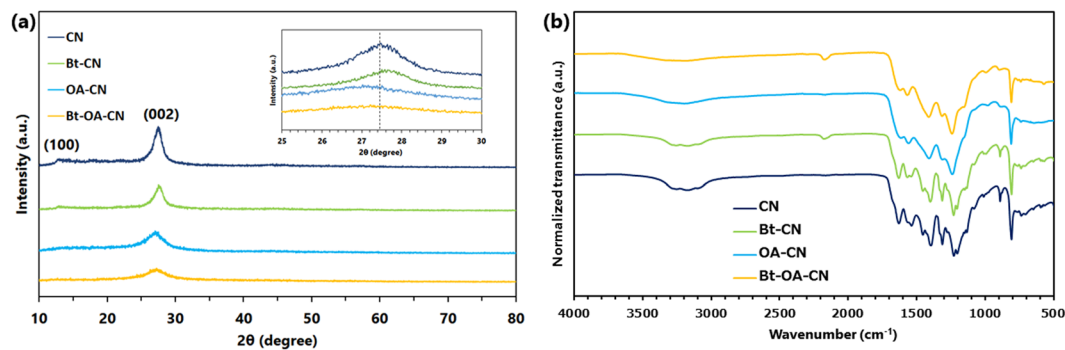 (a)
CN
Bt-CN
OA-CN
Bt-OA-CN
(100)
(002)
Intensity (a.u.)
10 20 30 40 50 60 70 80
2θ (degree)
Intensity (a.u.)
25 26 27 28 29 30
2θ (degree)
(b)
Normalized transmittance (a.u.)
CN
Bt-CN
OA-CN
Bt-OA-CN
4000 3500 3000 2500 2000 1500 1000 500
Wavenumber (cm⁻¹)